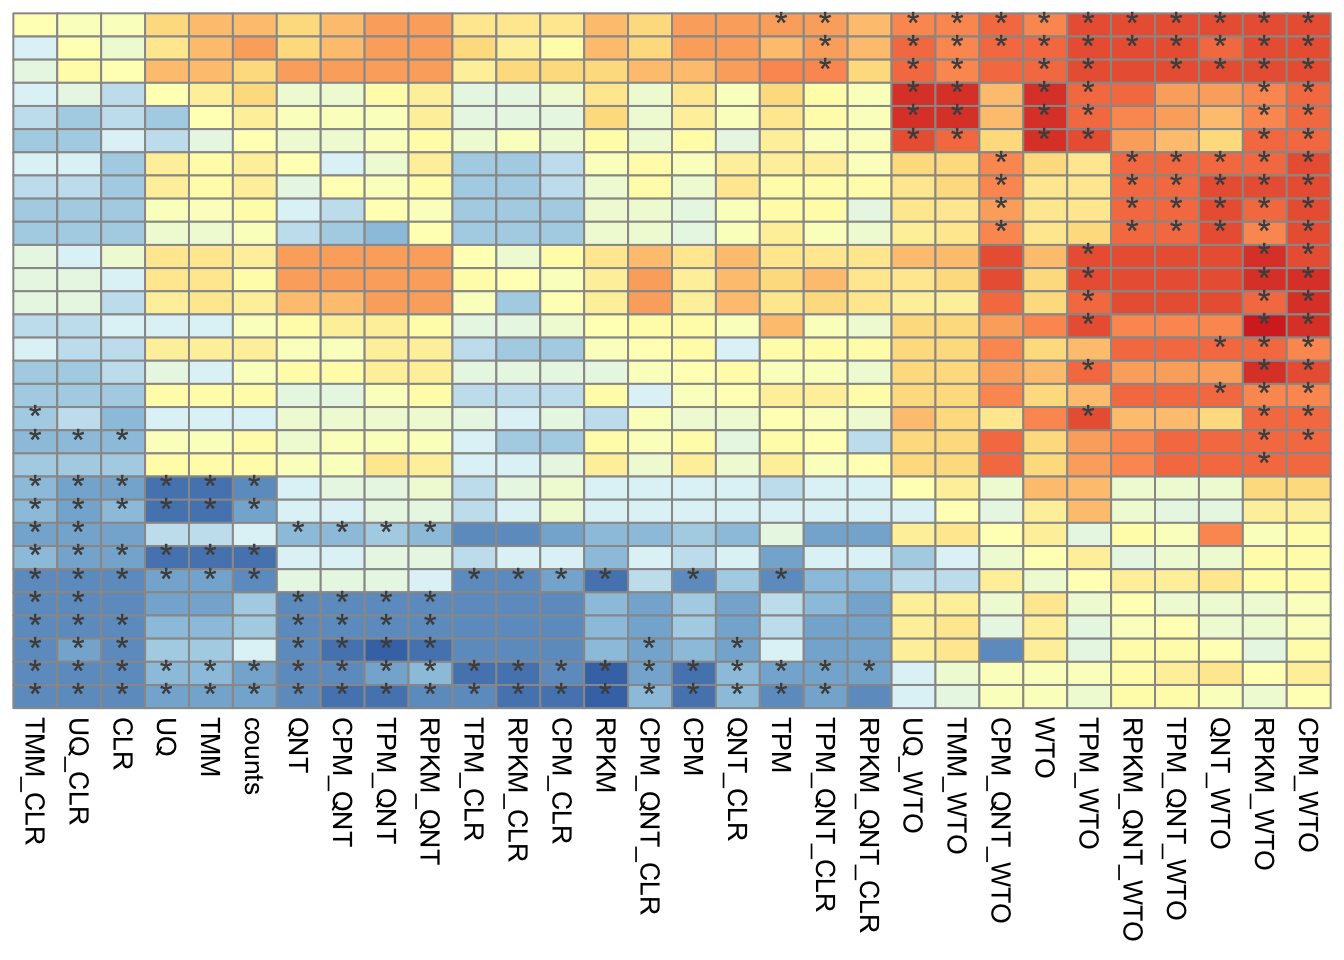 TMM_CLR
UQ_CLR
CLR
UQ
TMM
counts
QNT
CPM_QNT
TPM_QNT
RPKM_QNT
TPM_CLR
RPKM_CLR
CPM_CLR
RPKM
CPM_QNT_CLR
CPM
QNT_CLR
TPM
TPM_QNT_CLR
RPKM_QNT_CLR
UQ_WTO
TMM_WTO
CPM_QNT_WTO
WTO
TPM_WTO
RPKM_QNT_WTO
TPM_QNT_WTO
QNT_WTO
RPKM_WTO
CPM_WTO